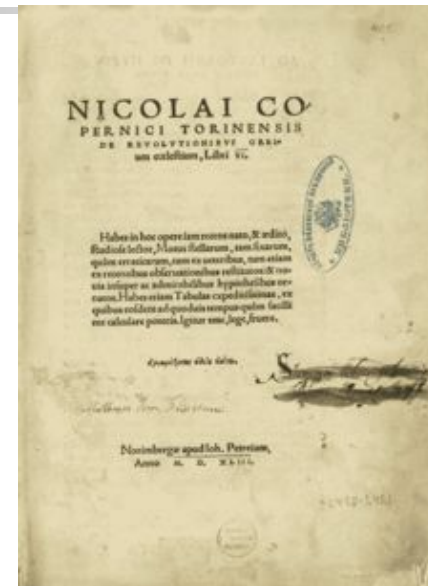 NICOLAI CO
PERNICI TORINENSIS
DE REVOLVTIONIBVS ORBI-
um cœlestium, Libri VI.
Habes in hoc opere iam recens nato, & ædito,
studiose lector, Motus stellarum, tam fixarum,
quàm erraticarum, cum ex ueteribus, tum etiam
ex recentibus obseruationibus restitutos: & no-
uis insuper ac admirabilibus hypothesibus or-
natos. Habes etiam Tabulas expeditissimas, ex
quibus eosdem ad quoduis tempus quàm facilli
me calculare poteris. Igitur eme, lege, fruere.
Norimbergæ apud Ioh. Petreium,
Anno M. D. XLIII.